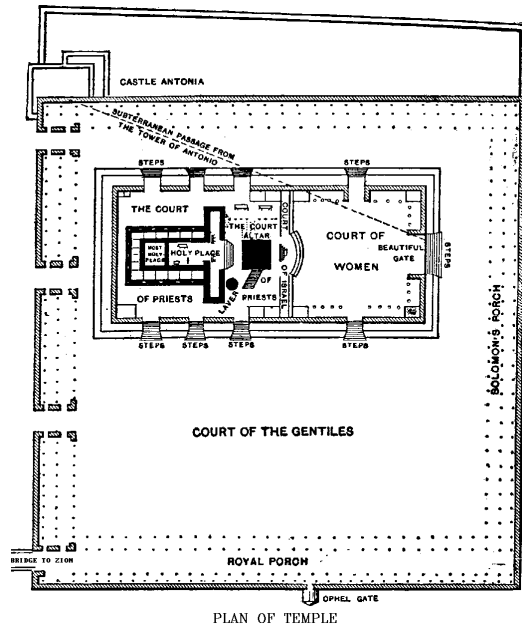 CASTLE ANTONIA
SUBTERRANEAN PASSAGE FROM
THE TOWER OF ANTONIO
STEPS
STEPS
THE COURT
THE COURT
ALTAR
COURT
OF ISRAEL
COURT OF
WOMEN
BEAUTIFUL
GATE
STEPS
MOST
HOLY
PLACE
HOLY PLACE
OF PRIESTS
LAVER
OF
PRIESTS
STEPS
STEPS
STEPS
STEPS
SOLOMON'S PORCH
COURT OF THE GENTILES
BRIDGE TO ZION
ROYAL PORCH
OPHEL GATE
PLAN OF TEMPLE